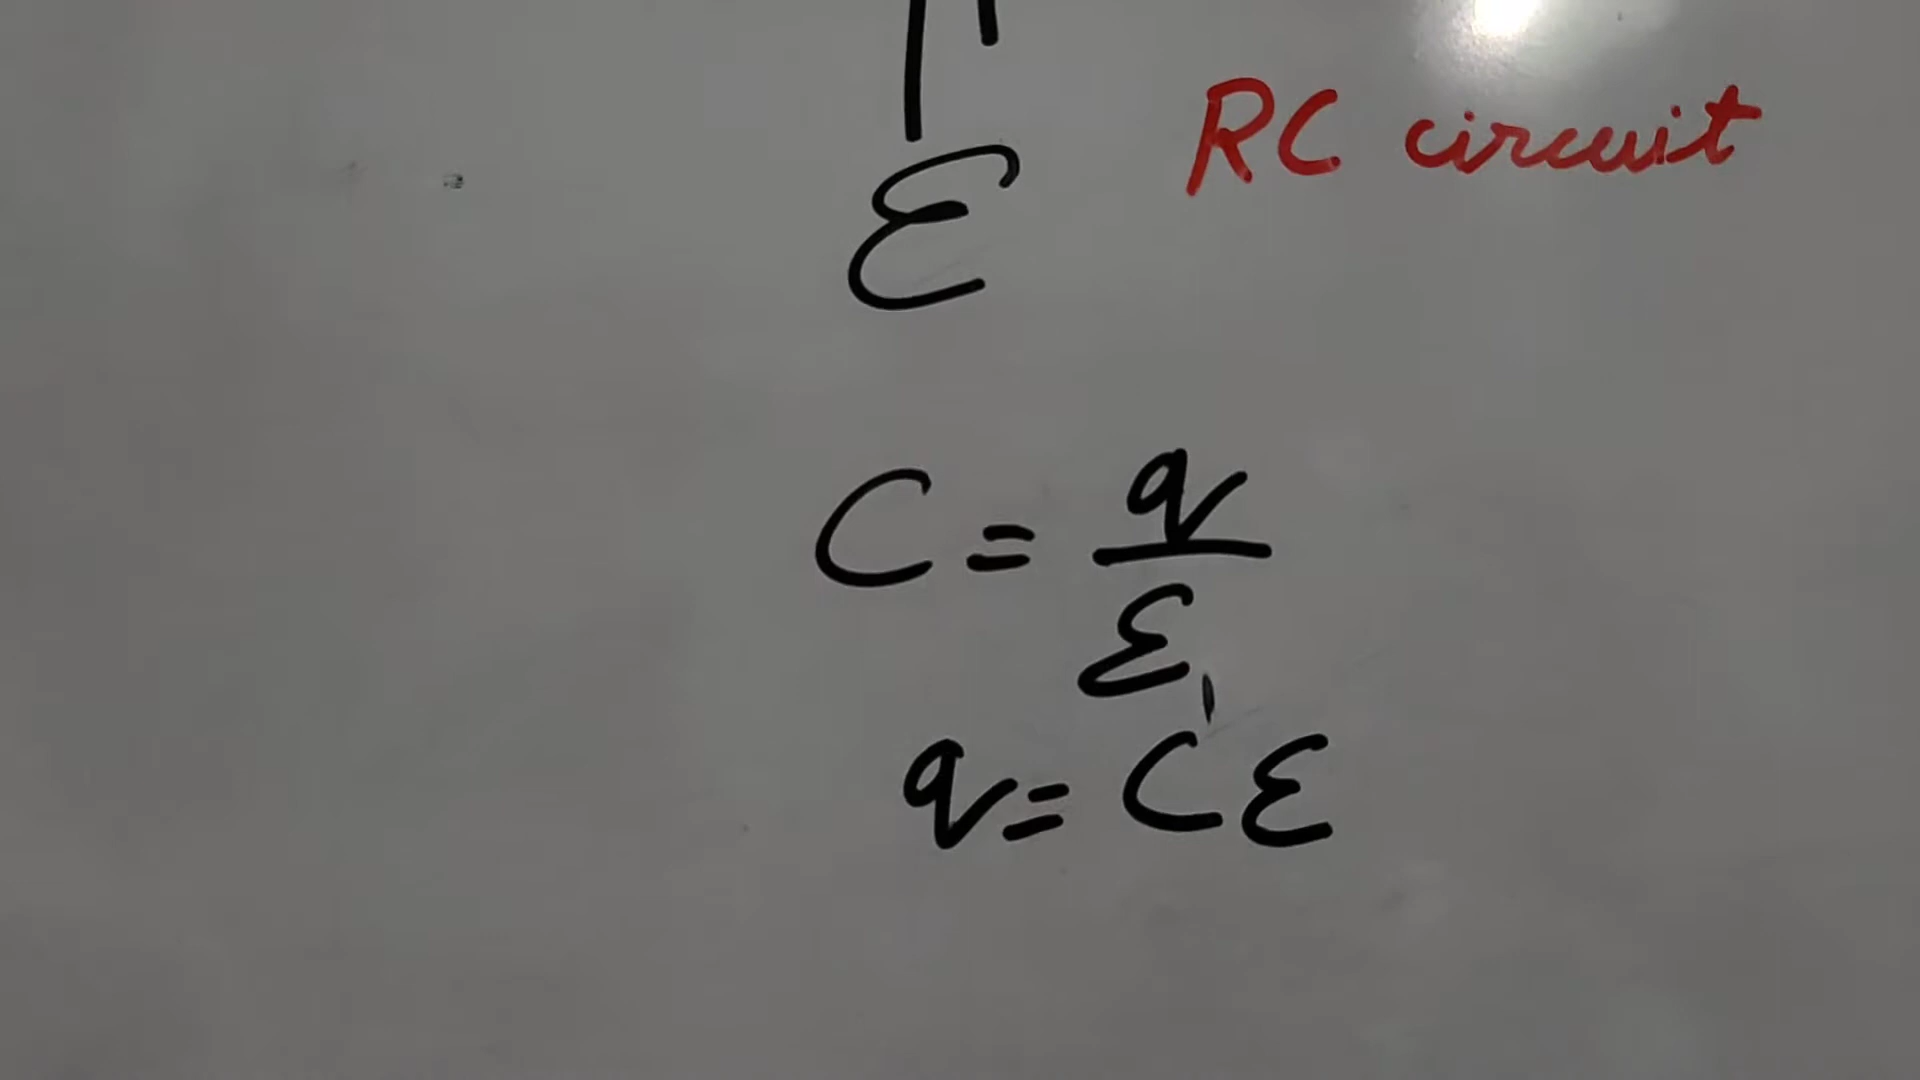 RC circuit
ε
C = q/ε
q = Cε